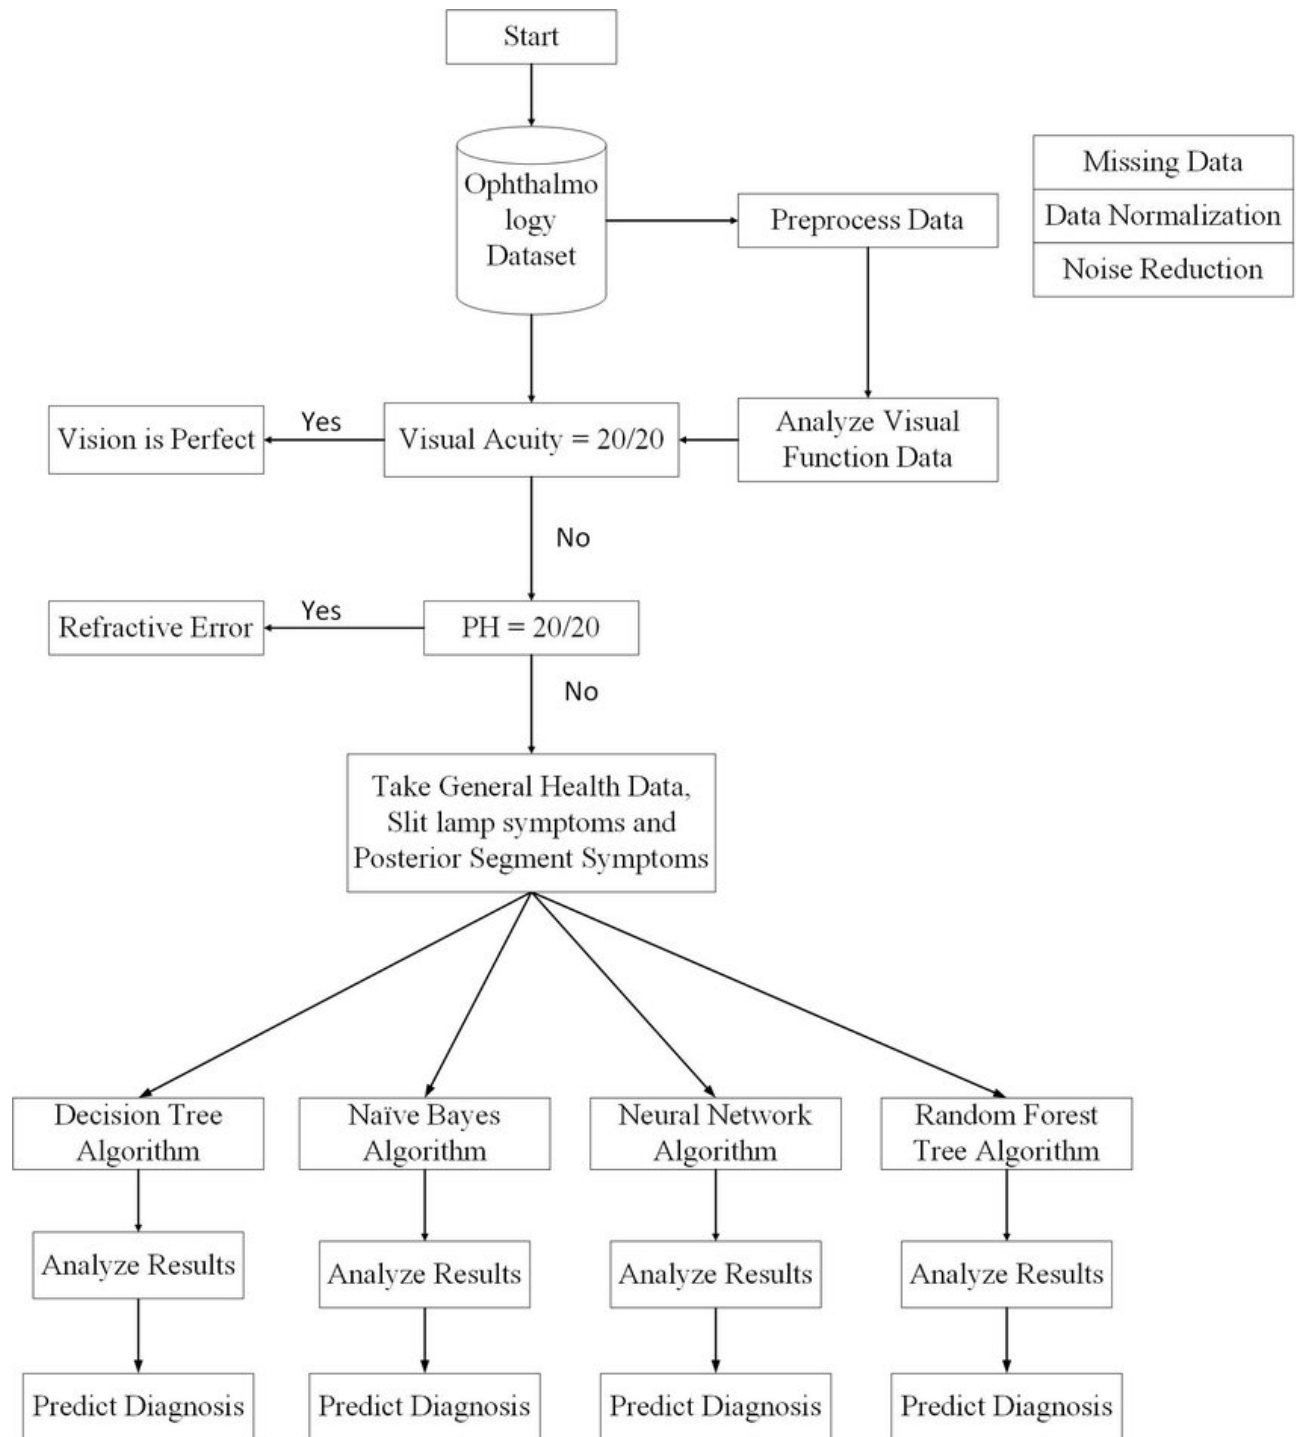 Start
Ophthalmo
logy
Dataset
Preprocess Data
Missing Data
Data Normalization
Noise Reduction
Vision is Perfect
Yes
Visual Acuity = 20/20
Analyze Visual
Function Data
No
Refractive Error
Yes
PH = 20/20
No
Take General Health Data,
Slit lamp symptoms and
Posterior Segment Symptoms
Decision Tree
Algorithm
Naïve Bayes
Algorithm
Neural Network
Algorithm
Random Forest
Tree Algorithm
Analyze Results
Analyze Results
Analyze Results
Analyze Results
Predict Diagnosis
Predict Diagnosis
Predict Diagnosis
Predict Diagnosis